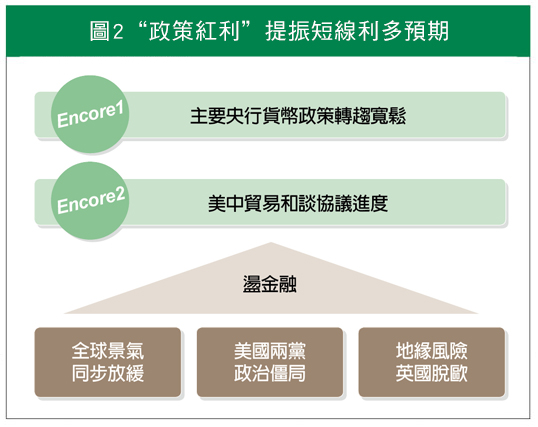 圖2“政策紅利”提振短線利多預期
Encore1
主要央行貨幣政策轉趨寬鬆
Encore2
美中貿易和談協議進度
盪金融
全球景氣
同步放緩
美國兩黨
政治僵局
地緣風險
英國脫歐